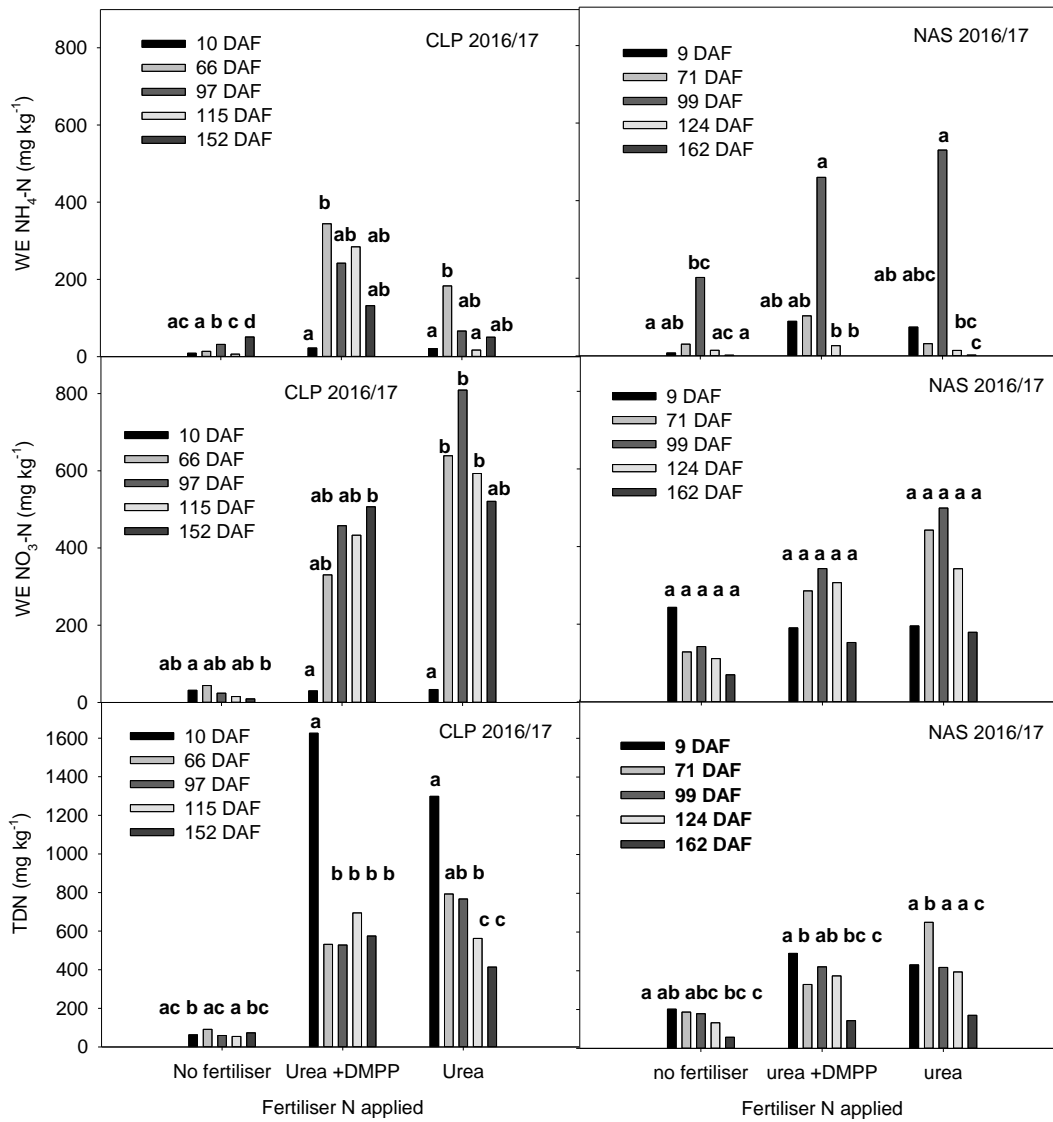 CLP 2016/17
10 DAF
66 DAF
97 DAF
115 DAF
152 DAF
WE NH4-N (mg kg-1)
800
600
400
200
0
ac a b c d
a
b
ab
ab
ab
a
b
ab
a
ab
NAS 2016/17
9 DAF
71 DAF
99 DAF
124 DAF
162 DAF
a ab
bc
ac a
ab ab
a
b b
ab abc
a
bc
c
CLP 2016/17
10 DAF
66 DAF
97 DAF
115 DAF
152 DAF
WE NO3-N (mg kg-1)
800
600
400
200
0
ab a ab ab b
a
ab
ab ab b
a
b
b
b
ab
NAS 2016/17
9 DAF
71 DAF
99 DAF
124 DAF
162 DAF
a a a a a
a a a a a
a a a a a
CLP 2016/17
10 DAF
66 DAF
97 DAF
115 DAF
152 DAF
TDN (mg kg-1)
1600
1400
1200
1000
800
600
400
200
0
ac b ac a bc
a
b b b b
a
ab b
c c
No fertiliser
Urea +DMPP
Urea
Fertiliser N applied
NAS 2016/17
9 DAF
71 DAF
99 DAF
124 DAF
162 DAF
a ab abc bc c
a b ab bc c
a b a a c
no fertiliser
urea +DMPP
urea
Fertiliser N applied